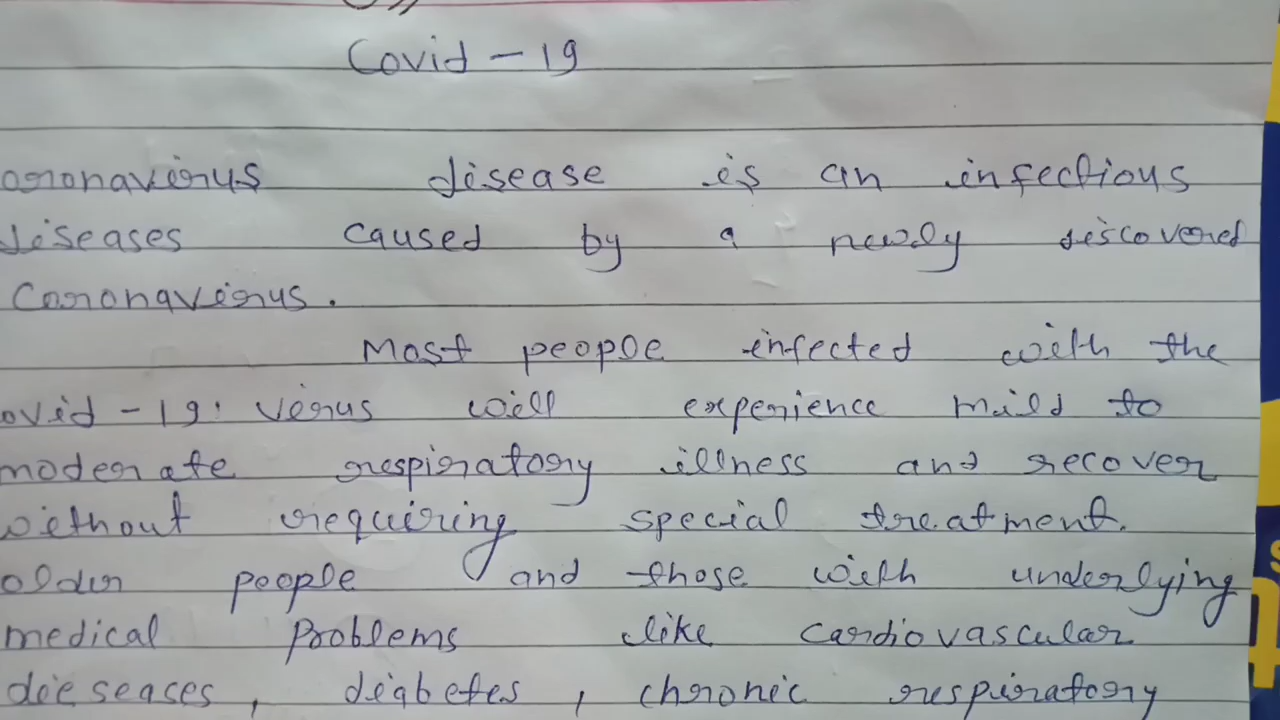 Covid - 19
oronavirus disease is an infectious
diseases caused by a newly discovered
Coronavirus.
Most people infected with the
ovid - 19: virus will experience mild to
moderate respiratory illness and recover
without requiring special treatment.
older people and those with underlying
medical Problems like cardiovascular
dieseases, diabetes, chronic respiratory